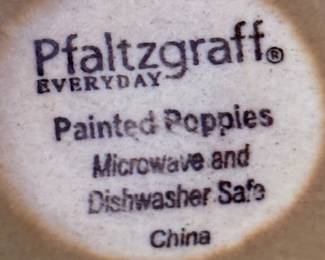 Pfaltzgraff®
EVERYDAY
Painted Poppies
Microwave and
Dishwasher Safe
China